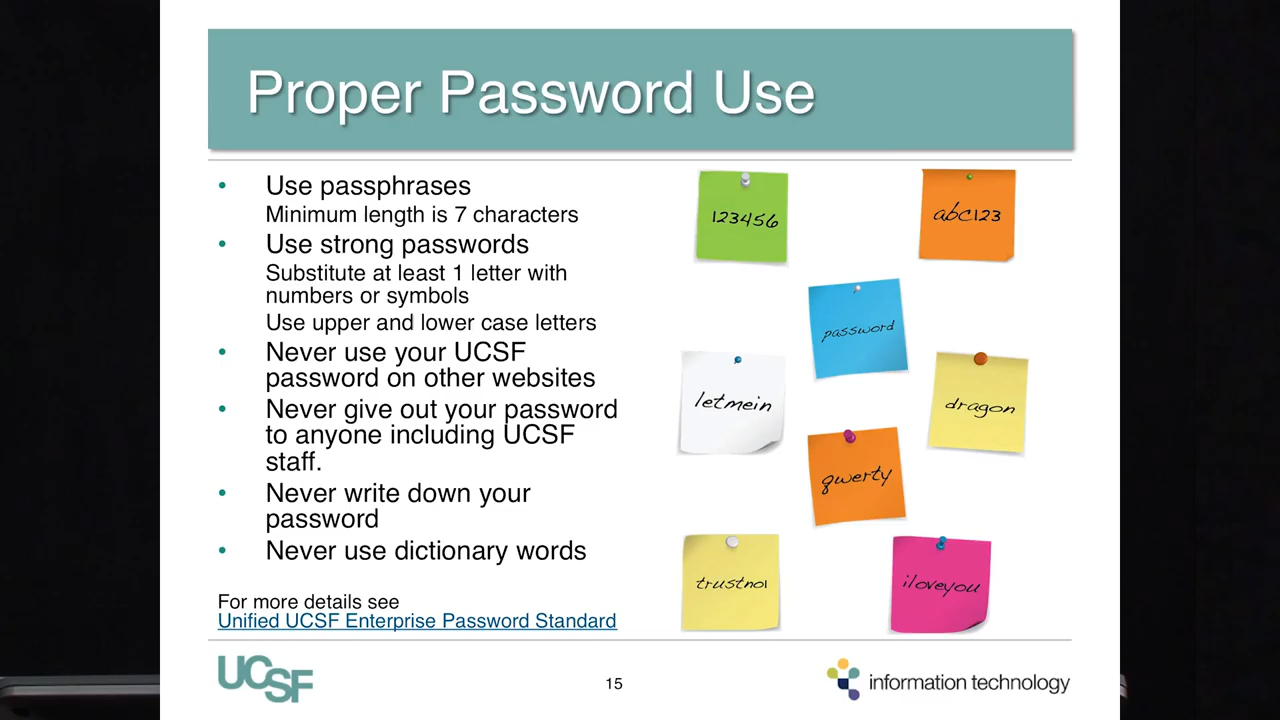 Proper Password Use
• Use passphrases
Minimum length is 7 characters
• Use strong passwords
Substitute at least 1 letter with
numbers or symbols
Use upper and lower case letters
• Never use your UCSF
password on other websites
• Never give out your password
to anyone including UCSF
staff.
• Never write down your
password
• Never use dictionary words
For more details see
Unified UCSF Enterprise Password Standard
123456
abc123
password
letmein
dragon
qwerty
trustno1
iloveyou
UCSF
15
information technology